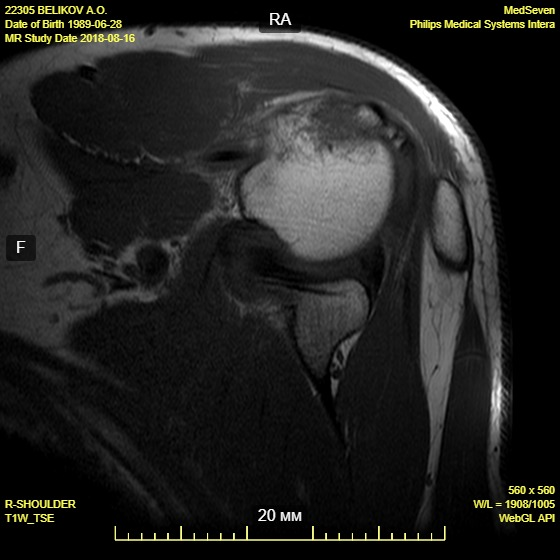 22305 BELIKOV A.O.
Date of Birth 1989-06-28
MR Study Date 2018-08-16
RA
MedSeven
Philips Medical Systems Intera
F
R-SHOULDER
T1W_TSE
20 мм
560 x 560
W/L = 1908/1005
WebGL API